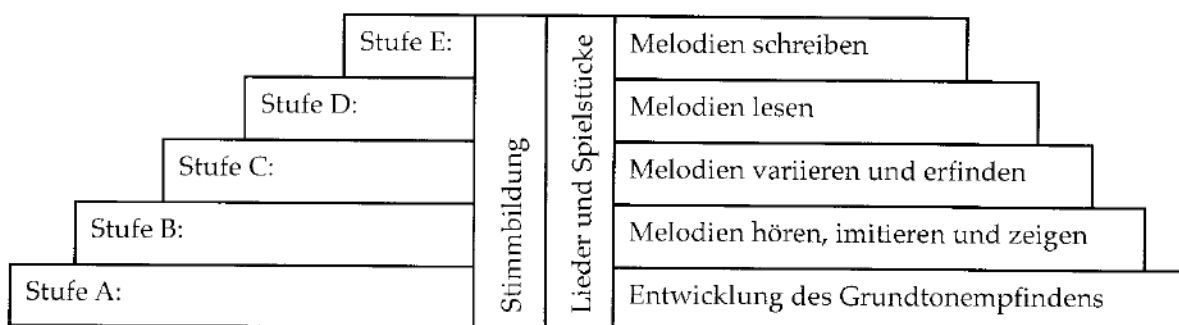 Stufe E:
Melodien schreiben
Stufe D:
Melodien lesen
Stufe C:
Melodien variieren und erfinden
Stufe B:
Melodien hören, imitieren und zeigen
Stufe A:
Entwicklung des Grundtonempfindens
Stimmbildung
Lieder und Spielstücke